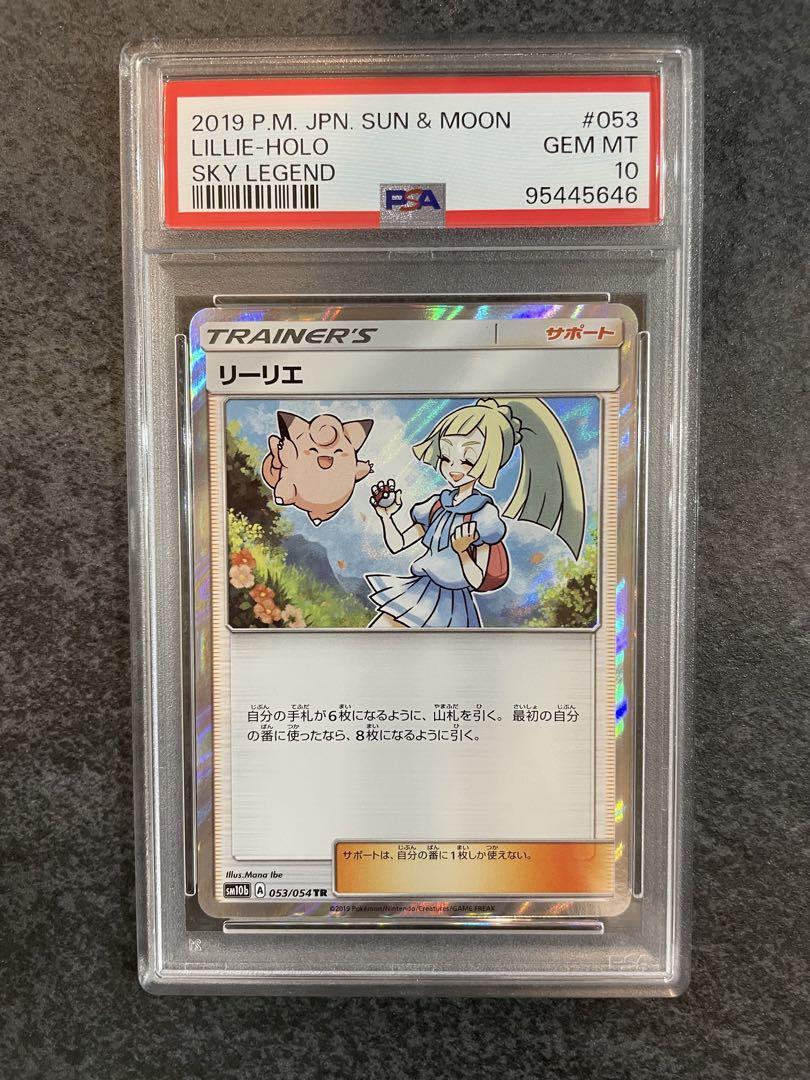 2019 P.M. JPN. SUN & MOON #053
LILLIE-HOLO GEM MT
SKY LEGEND 10
PSA 95445646
TRAINER'S サポート
リーリエ
自分の手札が6枚になるように、山札を引く。最初の自分
の番に使ったなら、8枚になるように引く。
サポートは、自分の番に1枚しか使えない。
Illus.Mana Ibe
sm10b A 053/054 TR
©2019 Pokémon/Nintendo/Creatures/GAME FREAK